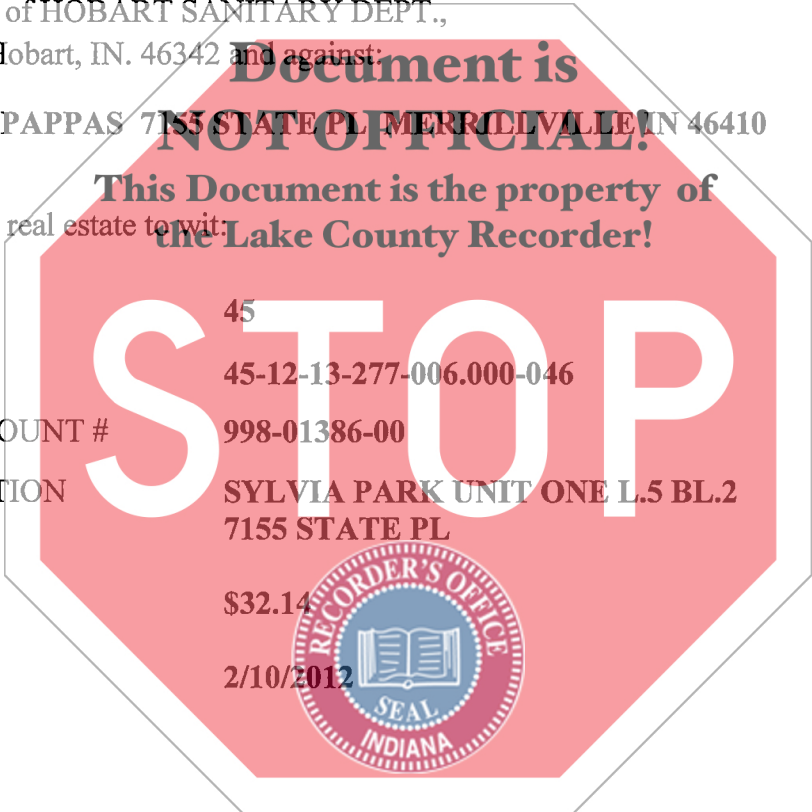 of HOBART SANITARY DEPT.,
Hobart, IN. 46342 and against:
Document is
PAPPAS 7155 STATE PL MERRILLVILLE IN 46410
NOT OFFICIAL!
This Document is the property of
real estate to wit:
the Lake County Recorder!
STOP
45
45-12-13-277-006.000-046
OUNT # 998-01386-00
TION SYLVIA PARK UNIT ONE L.5 BL.2
7155 STATE PL
$32.14
2/10/2012
RECORDER'S OFFICE
SEAL
INDIANA